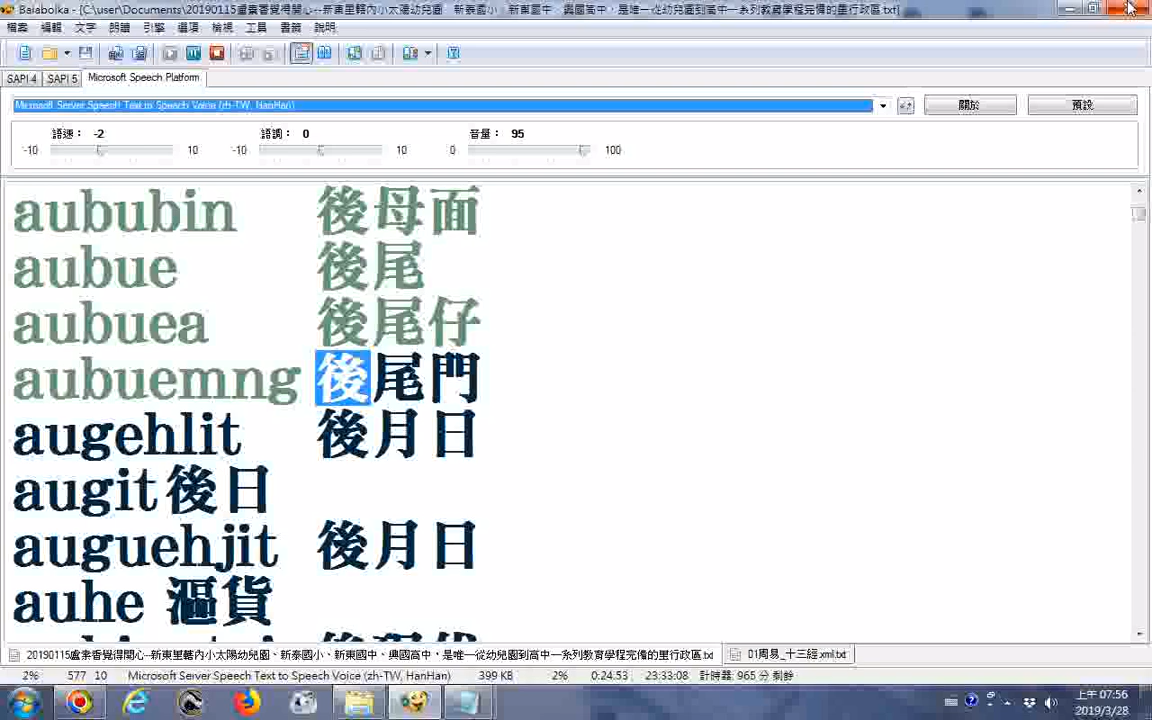 Balabolka - [C:\user\Documents\20190115盧素香覺得開心--新東里轄內小太陽幼兒園、新泰國小、新東國中、興國高中，是唯一從幼兒園到高中一系列教育學程完備的里行政區.txt]
檔案 編輯 文字 朗讀 引擎 選項 檢視 工具 書籤 說明
SAPI 4 SAPI 5 Microsoft Speech Platform
Microsoft Server Speech Text to Speech Voice (zh-TW, HanHan) 關於 預設
語速： -2 語調： 0 音量： 95
-10 10 -10 10 0 100
aububin 後母面
aubue 後尾
aubuea 後尾仔
aubuemng 後尾門
augehlit 後月日
augit 後日
auguehjit 後月日
auhe 漚貨
20190115盧素香覺得開心--新東里轄內小太陽幼兒園、新泰國小、新東國中、興國高中，是唯一從幼兒園到高中一系列教育學程完備的里行政區.txt 01周易_十三經.xml.txt
2% 577 10 Microsoft Server Speech Text to Speech Voice (zh-TW, HanHan) 399 KB 2% 0:24.53 23:33:08 計時器: 965 分 剩餘
上午 07:56
2019/3/28